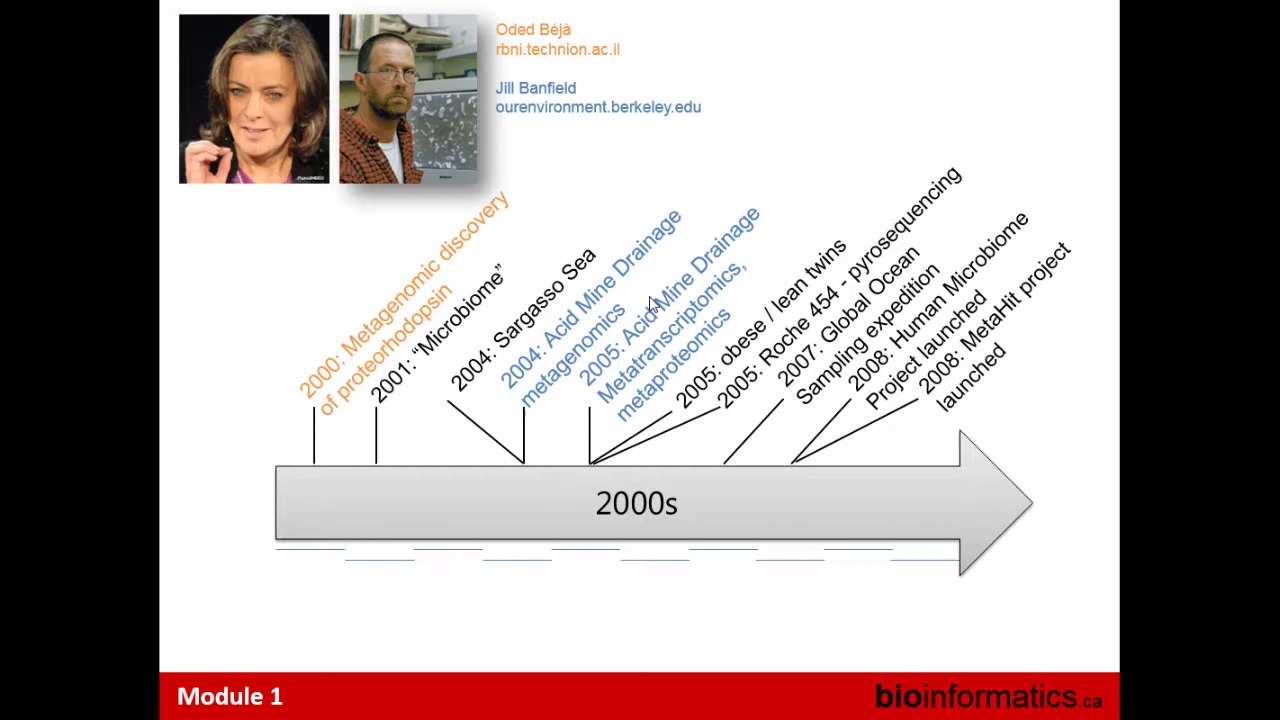 Oded Béjà
rbni.technion.ac.il
Jill Banfield
ourenvironment.berkeley.edu
2000: Metagenomic discovery
of proteorhodopsin
2001: “Microbiome”
2004: Sargasso Sea
2004: Acid Mine Drainage
metagenomics
2005: Acid Mine Drainage
Metatranscriptomics,
metaproteomics
2005: obese / lean twins
2005: Roche 454 - pyrosequencing
2007: Global Ocean
Sampling expedition
2008: Human Microbiome
Project launched
2008: MetaHit project
launched
2000s
Module 1
bioinformatics.ca